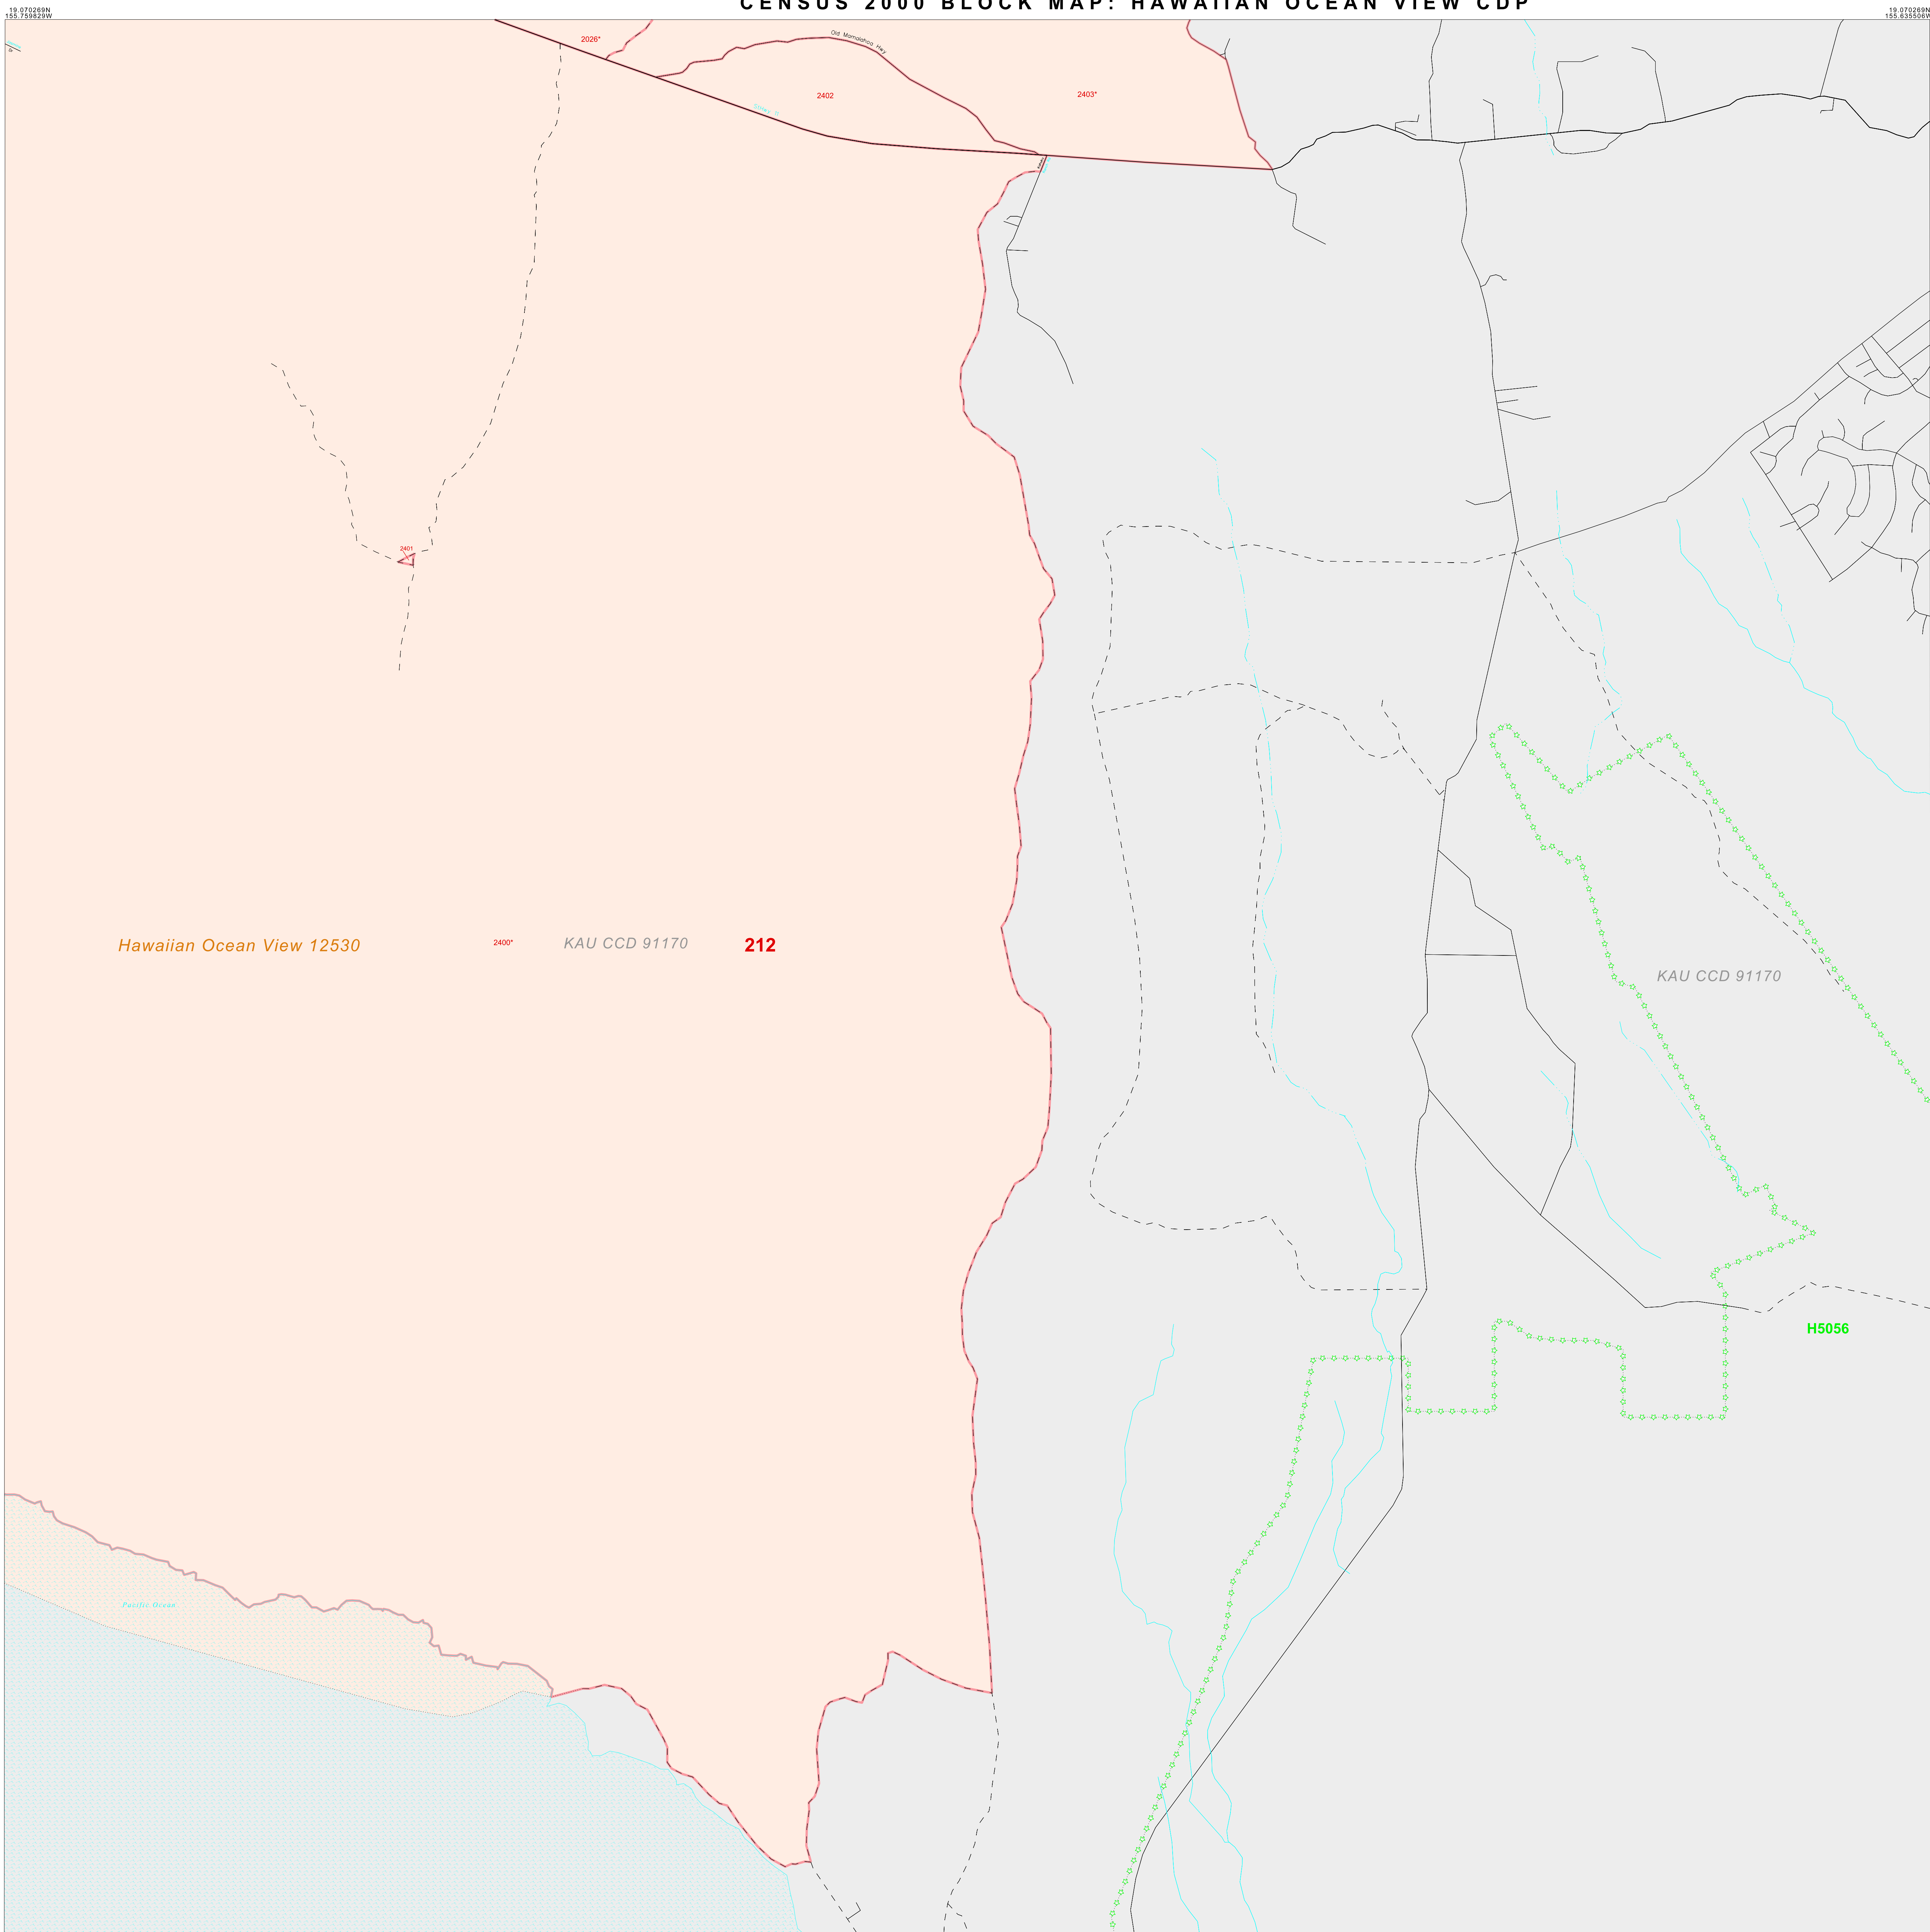 CENSUS 2000 BLOCK MAP: HAWAIIAN OCEAN VIEW CDP
19.070269N
155.759829W
19.070269N
155.635506W
2026*
Old Mamalahoa Hwy
2402
2403*
2401
Hawaiian Ocean View 12530
2400*
KAU CCD 91170
212
KAU CCD 91170
H5056
Pacific Ocean